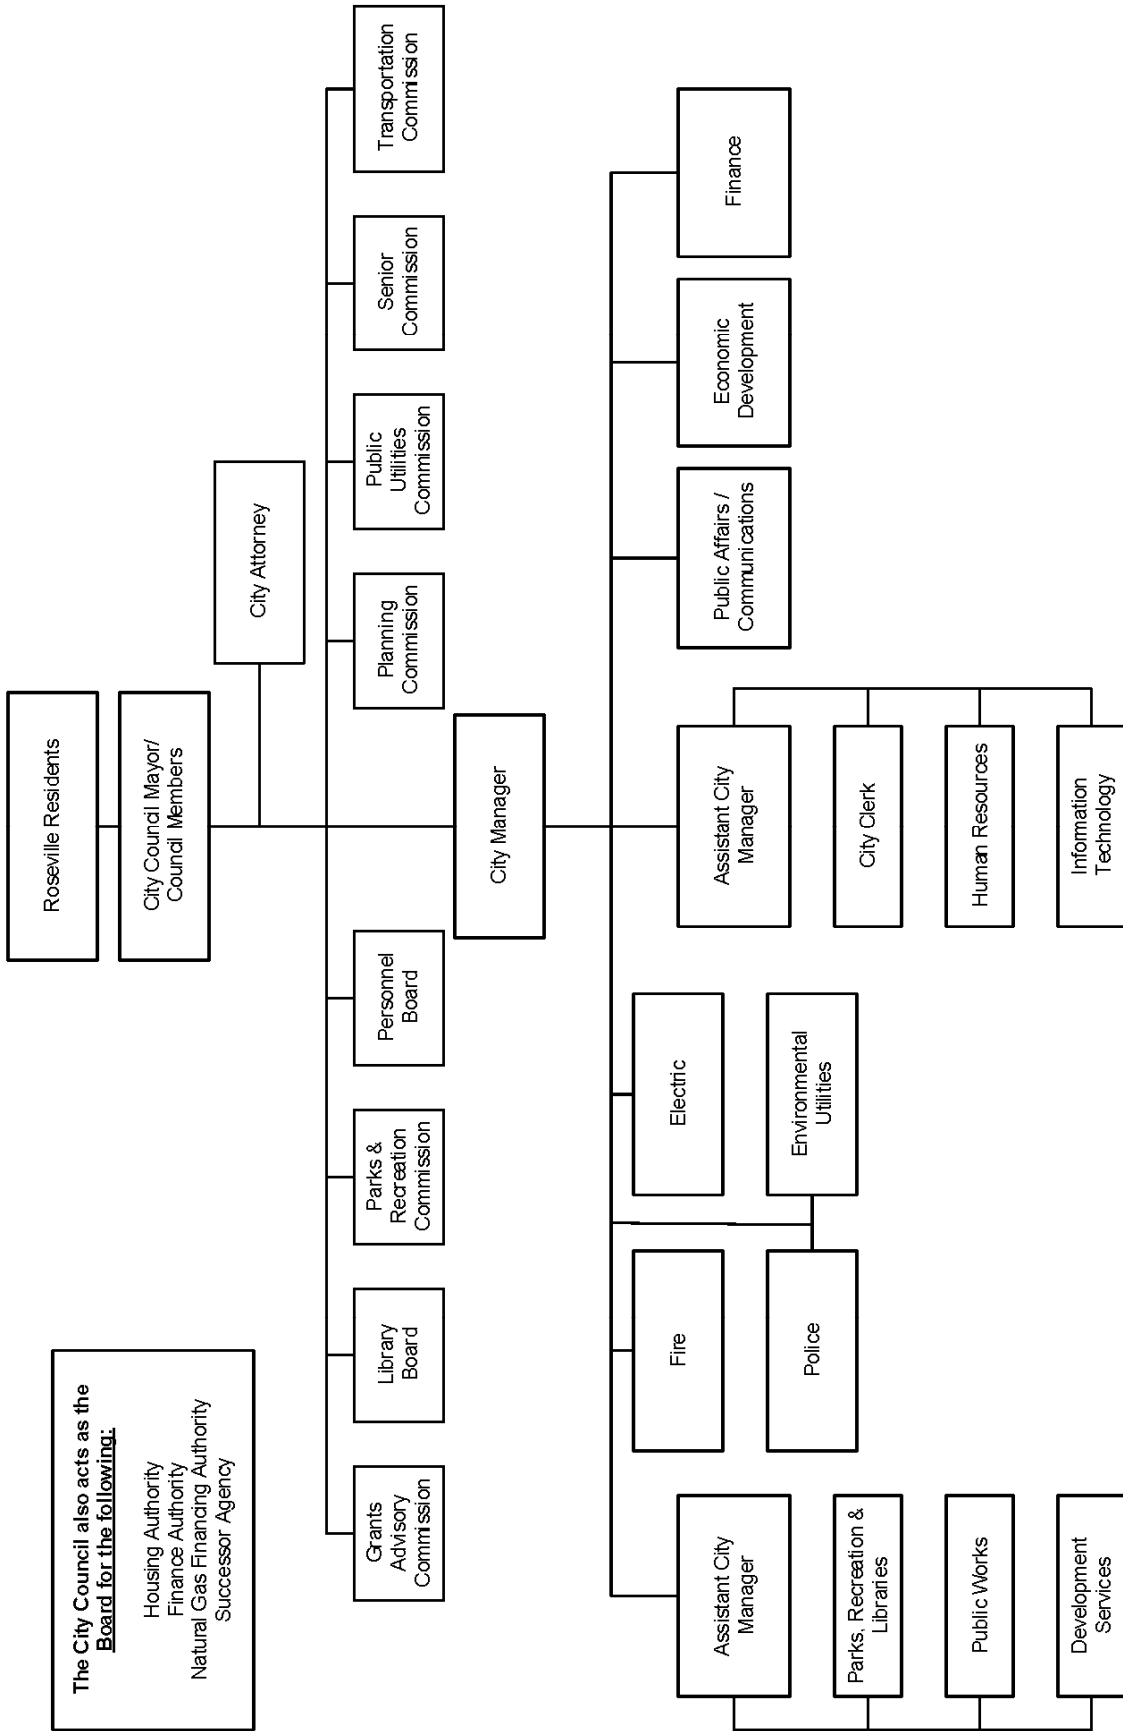 The City Council also acts as the
Board for the following:
Housing Authority
Finance Authority
Natural Gas Financing Authority
Successor Agency
Roseville Residents
City Council Mayor/
Council Members
City Attorney
Grants
Advisory
Commission
Library
Board
Parks &
Recreation
Commission
Personnel
Board
Planning
Commission
Public
Utilities
Commission
Senior
Commission
Transportation
Commission
City Manager
Assistant City
Manager
Parks, Recreation &
Libraries
Public Works
Development
Services
Fire
Police
Electric
Environmental
Utilities
Assistant City
Manager
City Clerk
Human Resources
Information
Technology
Public Affairs /
Communications
Economic
Development
Finance